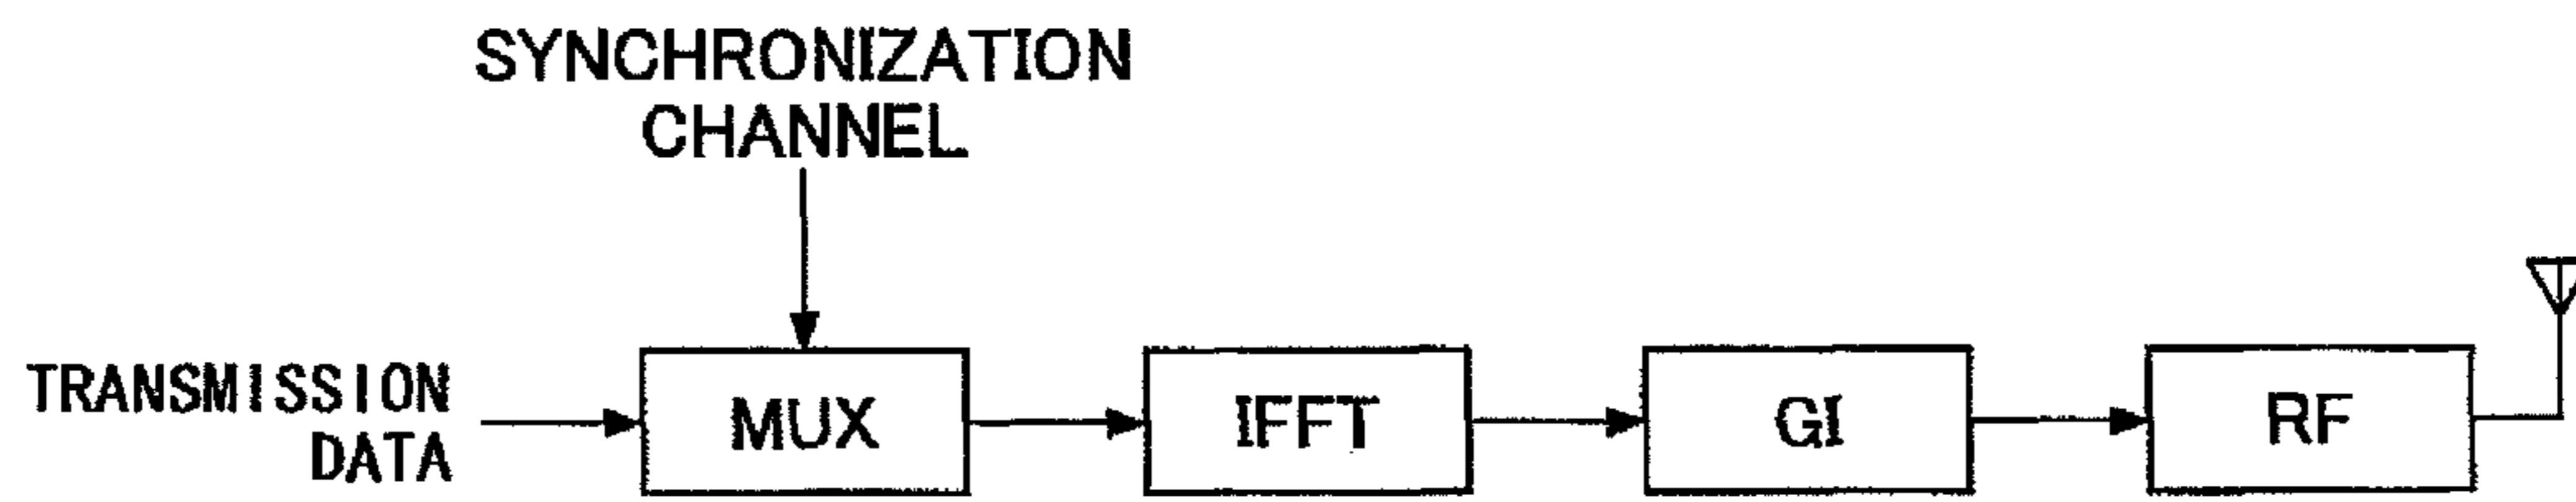 SYNCHRONIZATION
CHANNEL
TRANSMISSION
DATA
MUX
IFFT
GI
RF